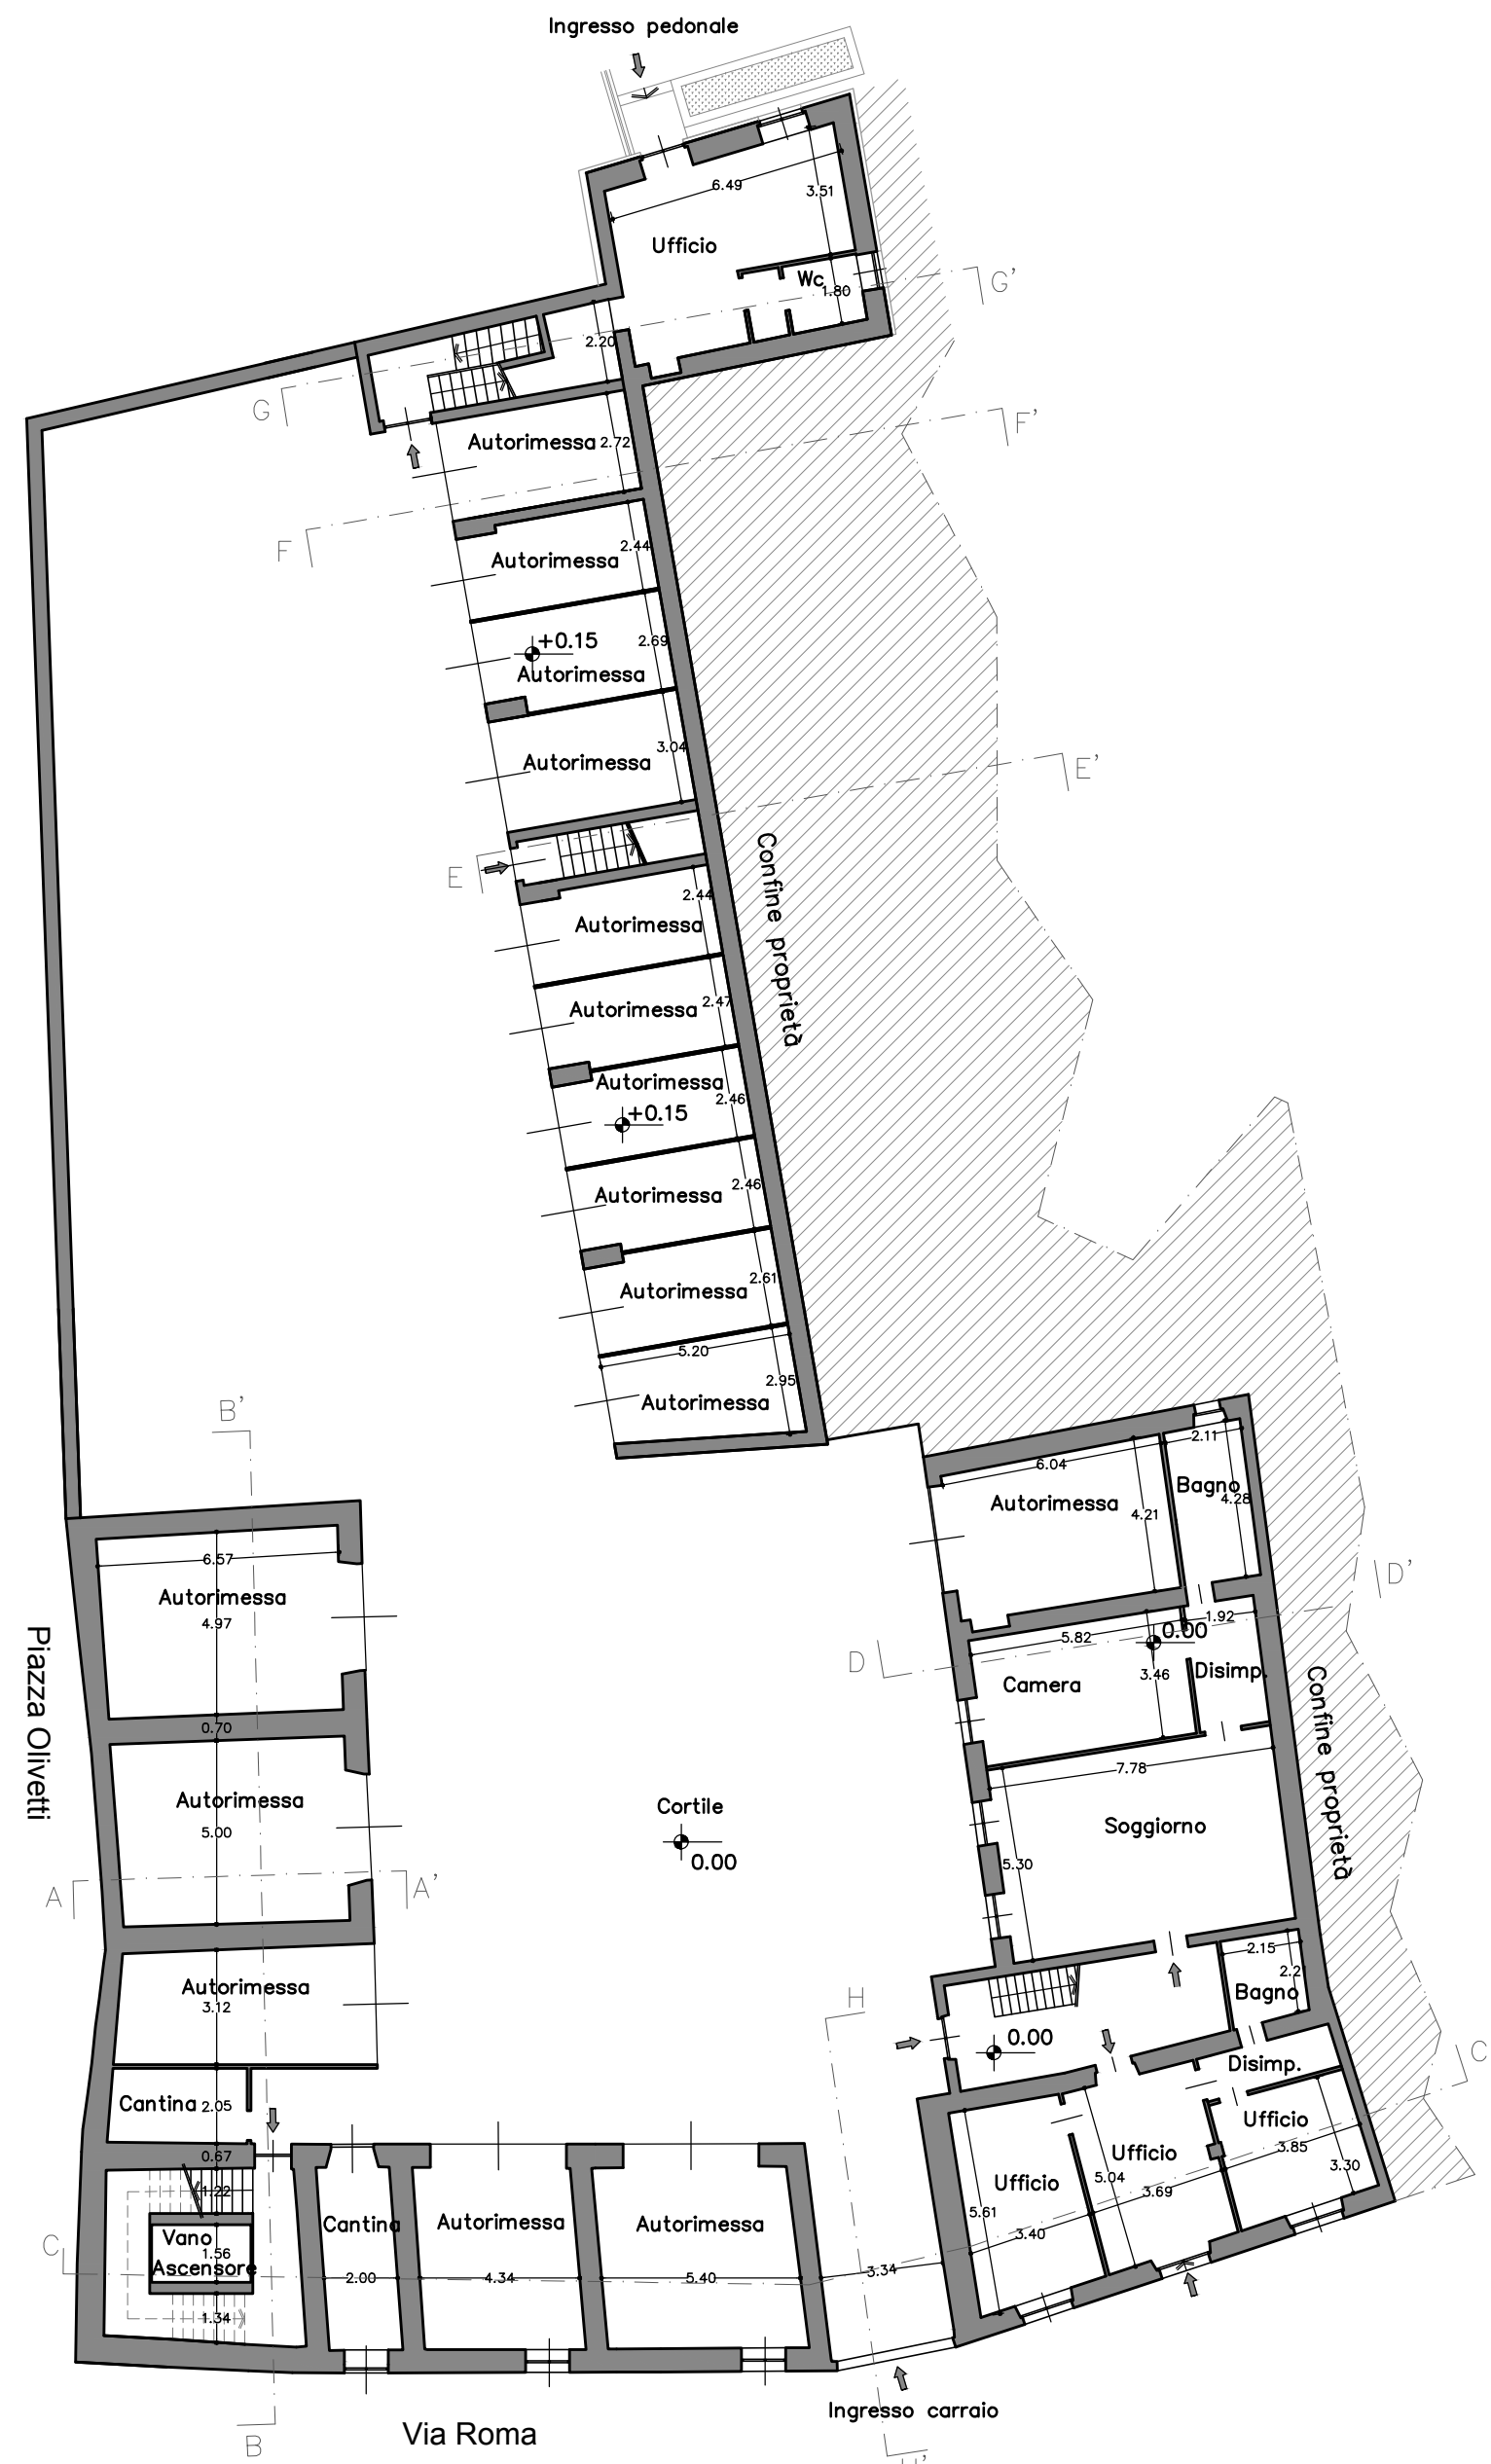 Ingresso pedonale
6.49
3.51
Ufficio
Wc
1.80
G'
2.20
G
F'
Autorimessa
2.72
F
Autorimessa
2.44
+0.15
2.69
Autorimessa
Autorimessa
3.04
E'
E
Confine proprietà
2.44
Autorimessa
Autorimessa
2.47
Autorimessa
2.46
+0.15
Autorimessa
2.46
Autorimessa
2.61
5.20
2.95
Autorimessa
B'
6.04
2.11
Bagno
4.28
Autorimessa
4.21
6.57
Autorimessa
4.97
D'
1.92
0.00
5.82
D
3.46
Disimp.
Camera
Piazza Olivetti
Confine proprietà
0.70
7.78
Autorimessa
5.00
Cortile
0.00
Soggiorno
5.30
A
A'
2.15
2.2
Bagno
Autorimessa
3.12
H
0.00
Disimp.
C
Cantina
2.05
0.67
Ufficio
3.85
3.30
Ufficio
5.04
3.69
Ufficio
5.61
3.40
1.22
Vano
Ascensore
1.56
1.34
C
Cantina
2.00
Autorimessa
4.34
Autorimessa
5.40
3.34
Ingresso carraio
Via Roma
B
H'